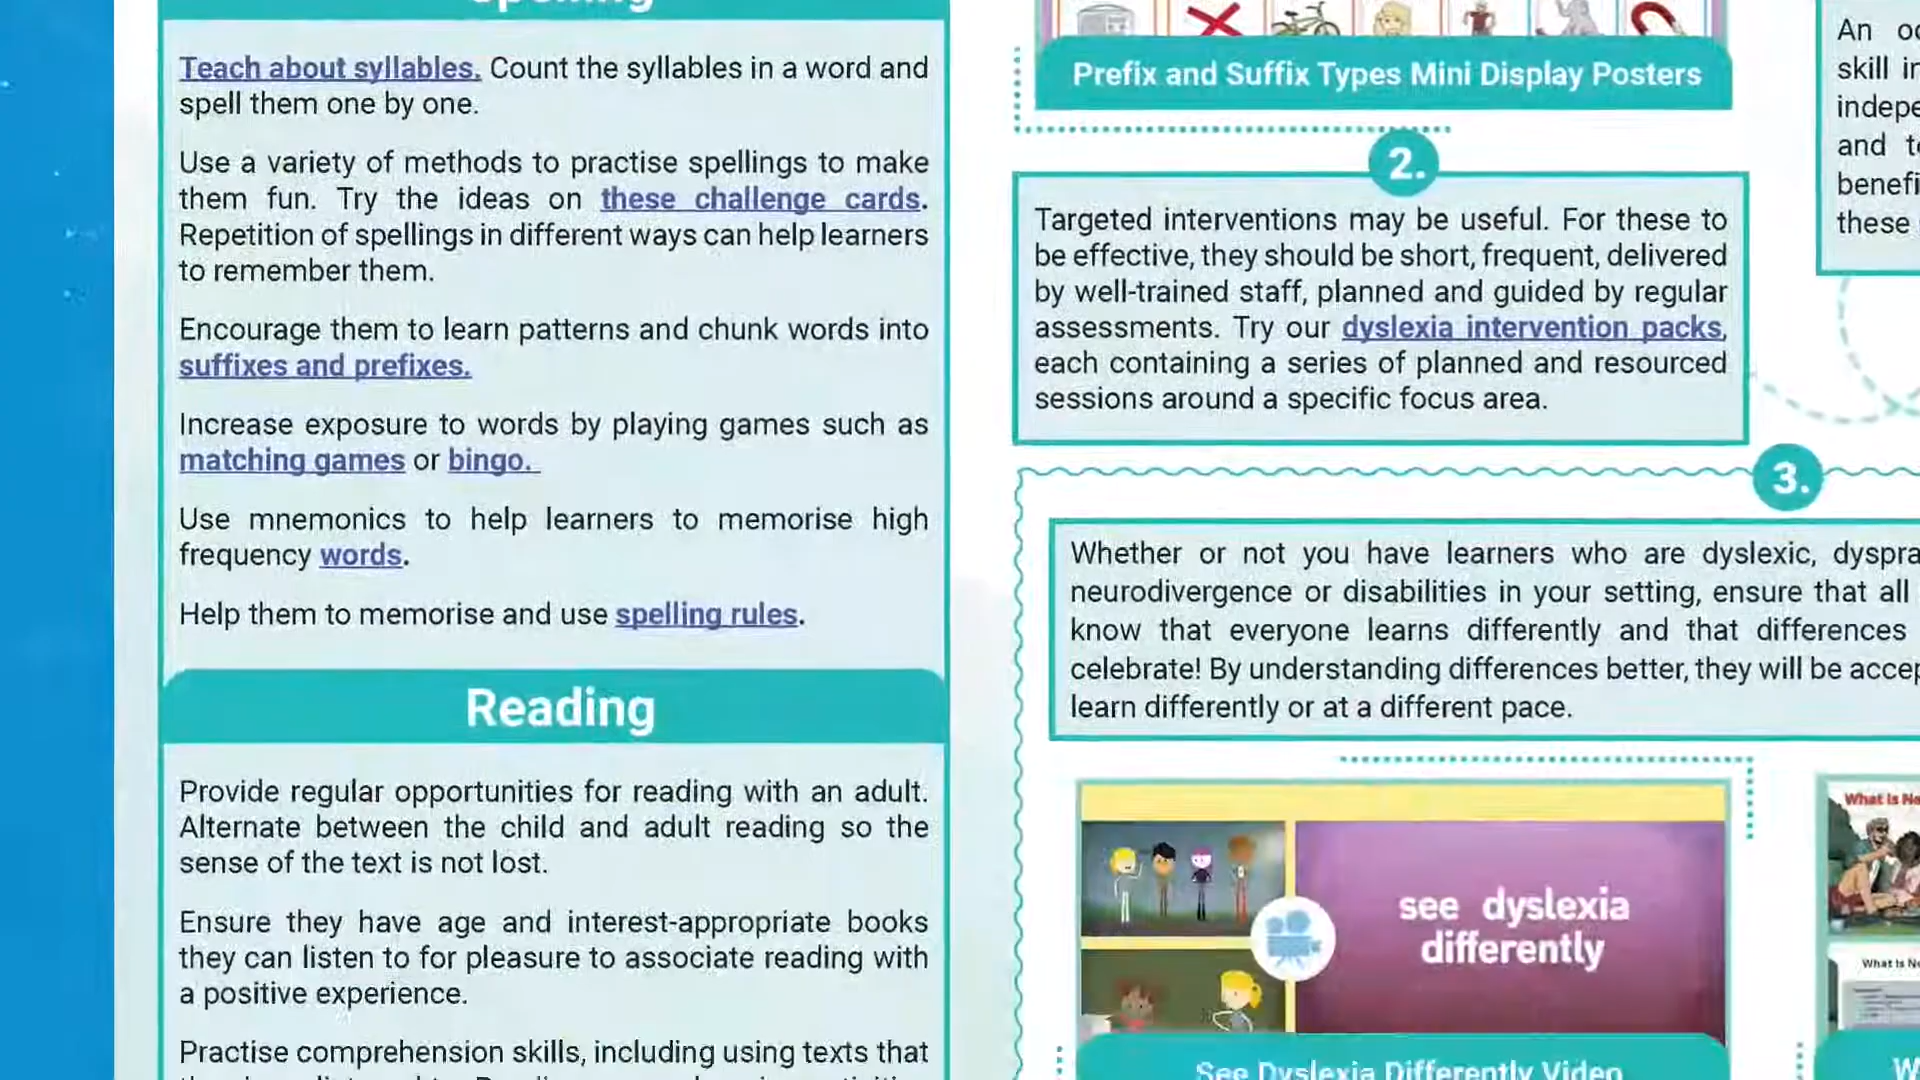 Spelling
Teach about syllables. Count the syllables in a word and
spell them one by one.
Use a variety of methods to practise spellings to make
them fun. Try the ideas on these challenge cards.
Repetition of spellings in different ways can help learners
to remember them.
Encourage them to learn patterns and chunk words into
suffixes and prefixes.
Increase exposure to words by playing games such as
matching games or bingo.
Use mnemonics to help learners to memorise high
frequency words.
Help them to memorise and use spelling rules.
Reading
Provide regular opportunities for reading with an adult.
Alternate between the child and adult reading so the
sense of the text is not lost.
Ensure they have age and interest-appropriate books
they can listen to for pleasure to associate reading with
a positive experience.
Practise comprehension skills, including using texts that
Prefix and Suffix Types Mini Display Posters
2.
Targeted interventions may be useful. For these to
be effective, they should be short, frequent, delivered
by well-trained staff, planned and guided by regular
assessments. Try our dyslexia intervention packs,
each containing a series of planned and resourced
sessions around a specific focus area.
3.
Whether or not you have learners who are dyslexic,
neurodivergence or disabilities in your setting, ensure that all
know that everyone learns differently and that differences
celebrate! By understanding differences better, they will be
learn differently or at a different pace.
see dyslexia
differently
See Dyslexia Differently Video
An
skill
and
these
What Is
What Is